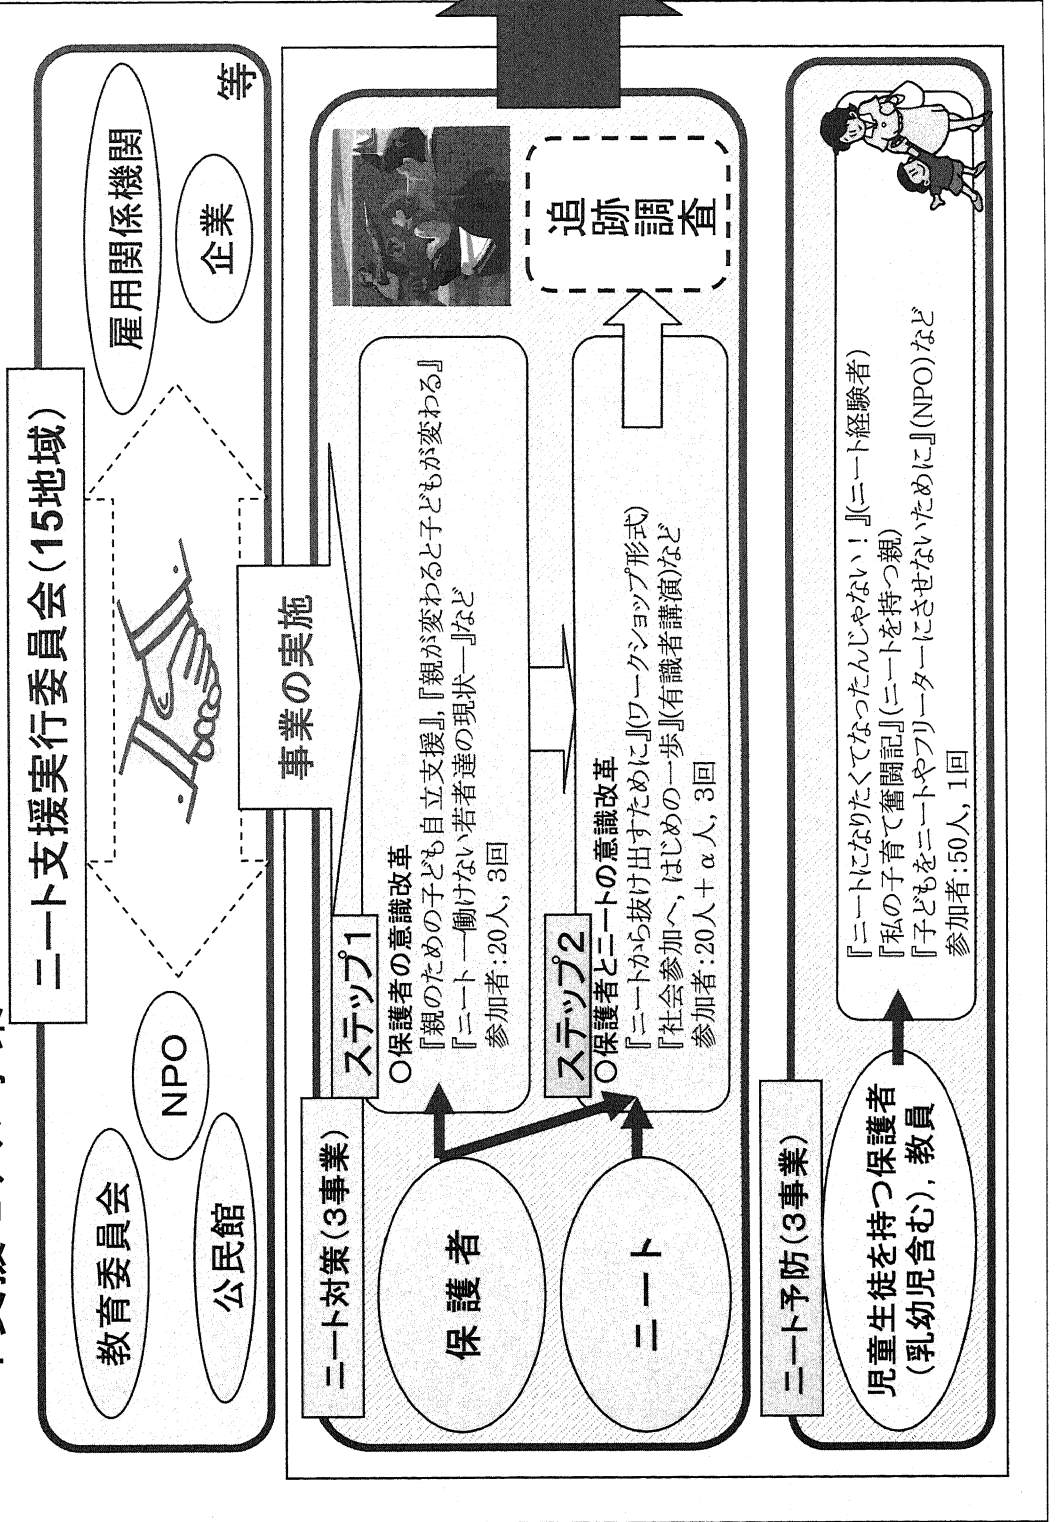 ニート支援実行委員会（15地域）
教育委員会
NPO
公民館
雇用関係機関
企業
等
事業の実施
ニート対策（3事業）
保護者
ニート
ステップ1
○保護者の意識改革
『親のための子ども自立支援』，『親が変わると子どもが変わる』
『ニート―働けない若者達の現状―』など
参加者：20人，3回
ステップ2
○保護者とニートの意識改革
『ニートから抜け出すために』(ワークショップ形式)
『社会参加へ，はじめの一歩』(有識者講演)など
参加者：20人＋α人，3回
追跡調査
ニート予防（3事業）
児童生徒を持つ保護者
（乳幼児含む），教員
『ニートになりたくてなったんじゃない！』(ニート経験者)
『私の子育て奮闘記』(ニートを持つ親)
『子どもをニートやフリーターにさせないために』(NPO)など
参加者：50人，1回